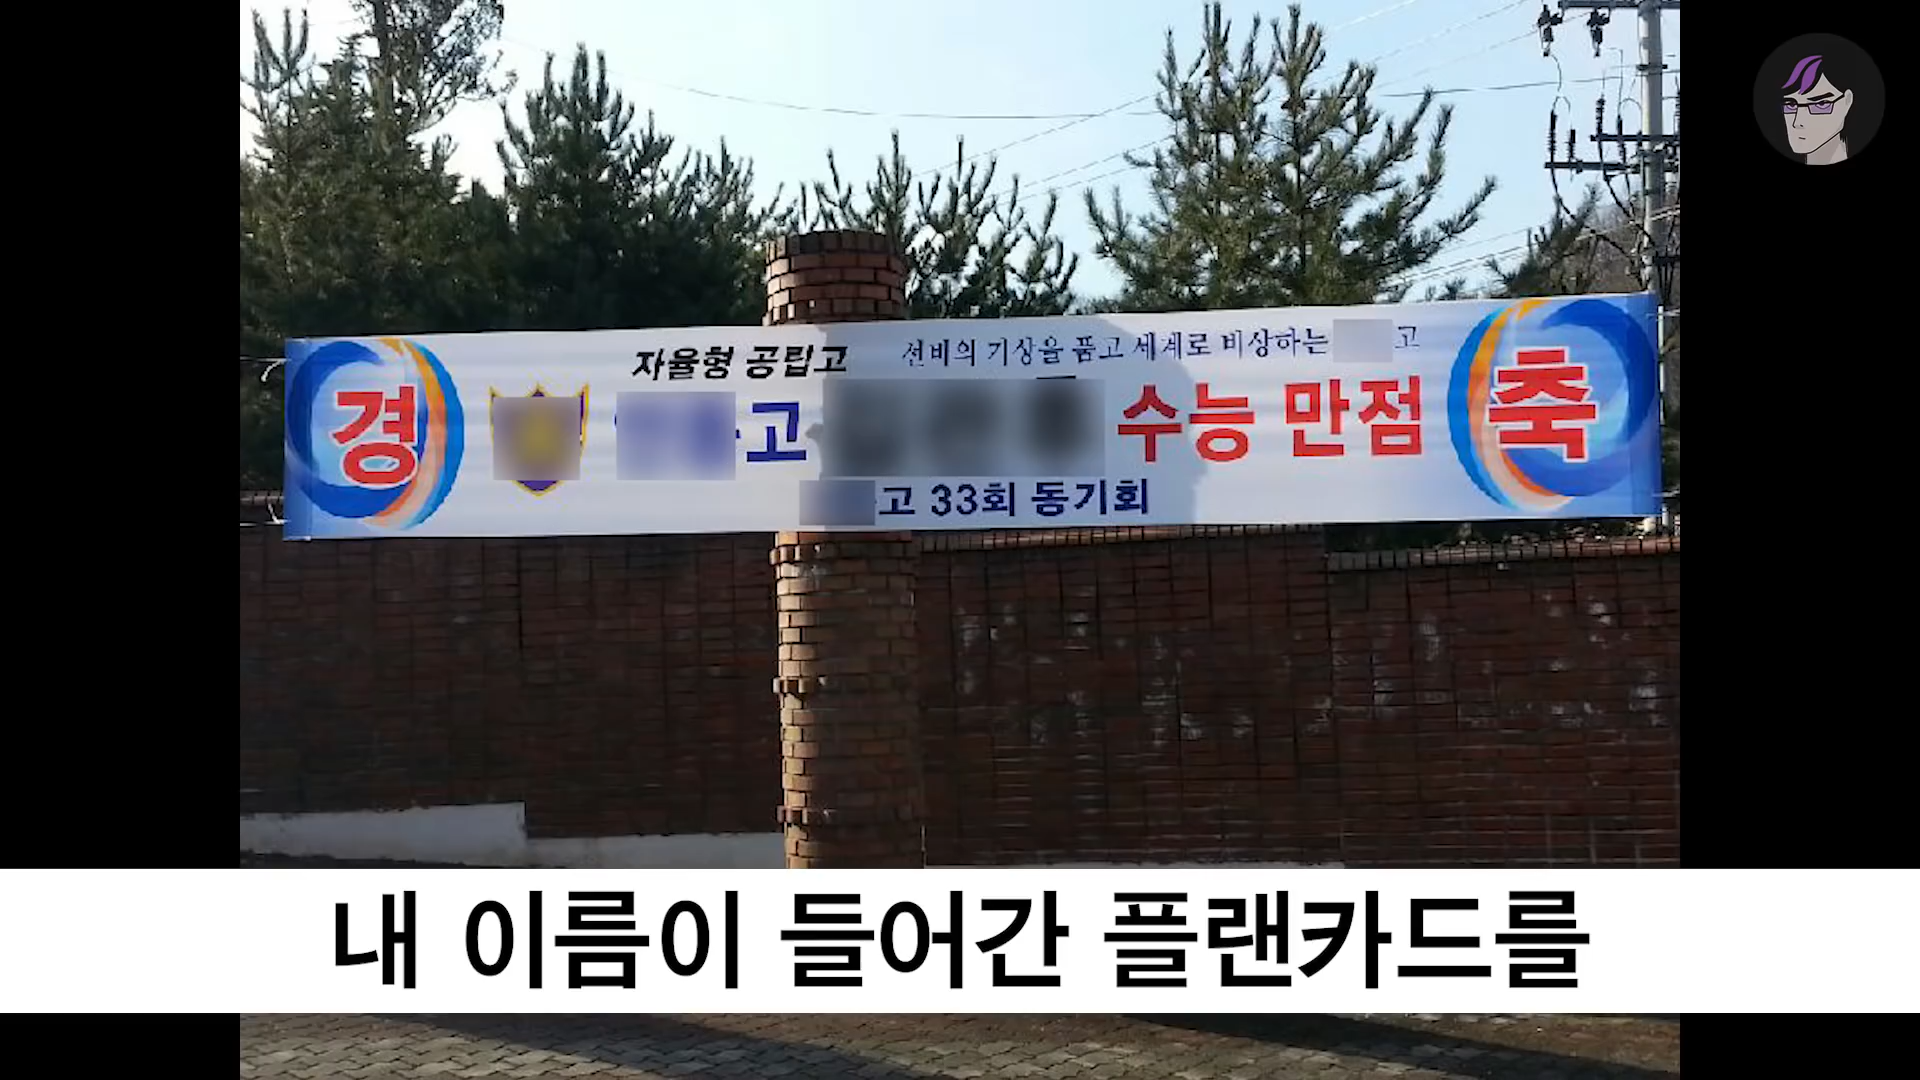 자율형 공립고 선비의 기상을 품고 세계로 비상하는 고
경 고 수능 만점 축
고 33회 동기회
내 이름이 들어간 플랜카드를